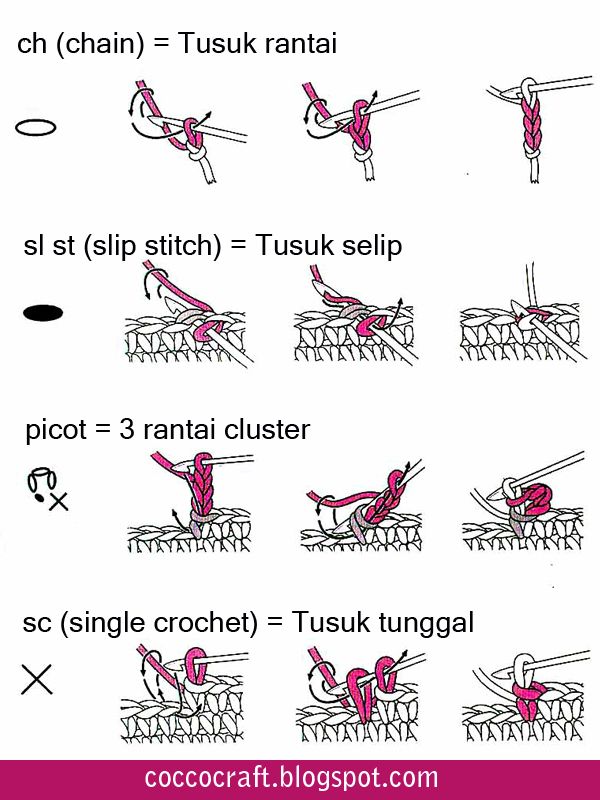 ch (chain) = Tusuk rantai
sl st (slip stitch) = Tusuk selip
picot = 3 rantai cluster
sc (single crochet) = Tusuk tunggal
coccocraft.blogspot.com